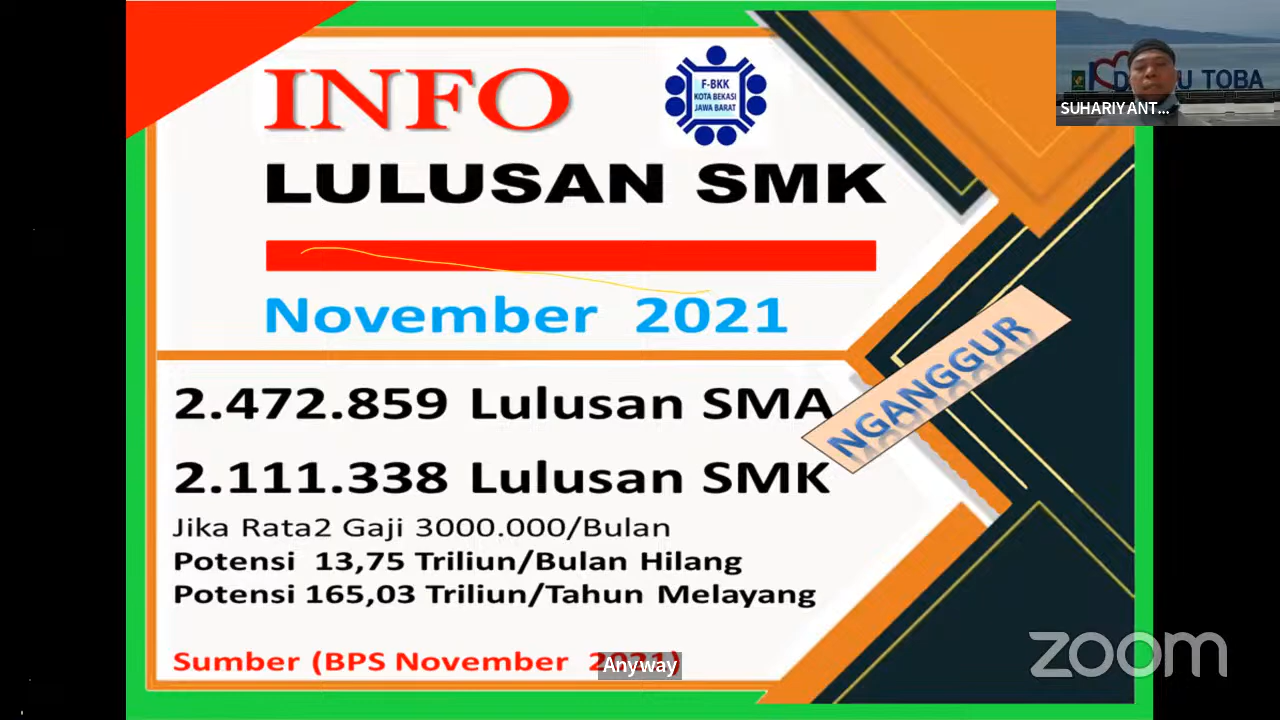 INFO
F-BKK
KOTA BEKASI
JAWA BARAT
LULUSAN SMK
November 2021
2.472.859 Lulusan SMA
NGANGGUR
2.111.338 Lulusan SMK
Jika Rata2 Gaji 3000.000/Bulan
Potensi 13,75 Triliun/Bulan Hilang
Potensi 165,03 Triliun/Tahun Melayang
Sumber (BPS November 2021)
Anyway
TOBA
SUHARIYANT...
zoom